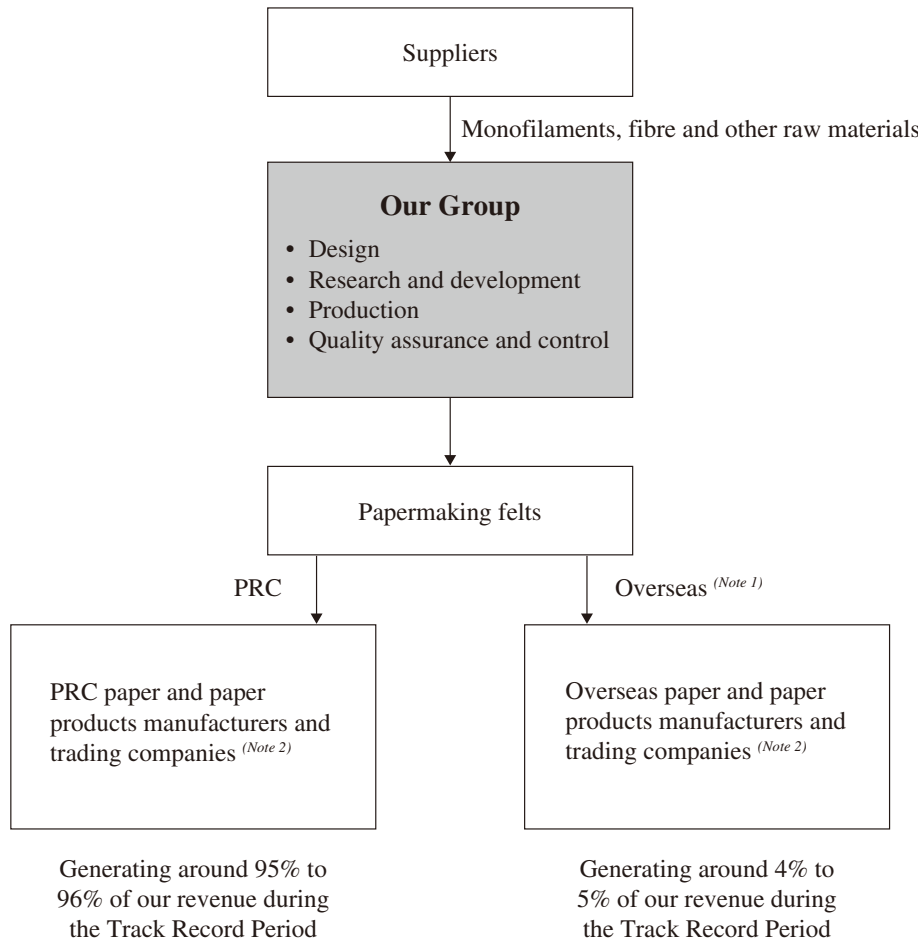 Suppliers
Monofilaments, fibre and other raw materials
Our Group
• Design
• Research and development
• Production
• Quality assurance and control
Papermaking felts
PRC
Overseas (Note 1)
PRC paper and paper
products manufacturers and
trading companies (Note 2)
Overseas paper and paper
products manufacturers and
trading companies (Note 2)
Generating around 95% to
96% of our revenue during
the Track Record Period
Generating around 4% to
5% of our revenue during
the Track Record Period